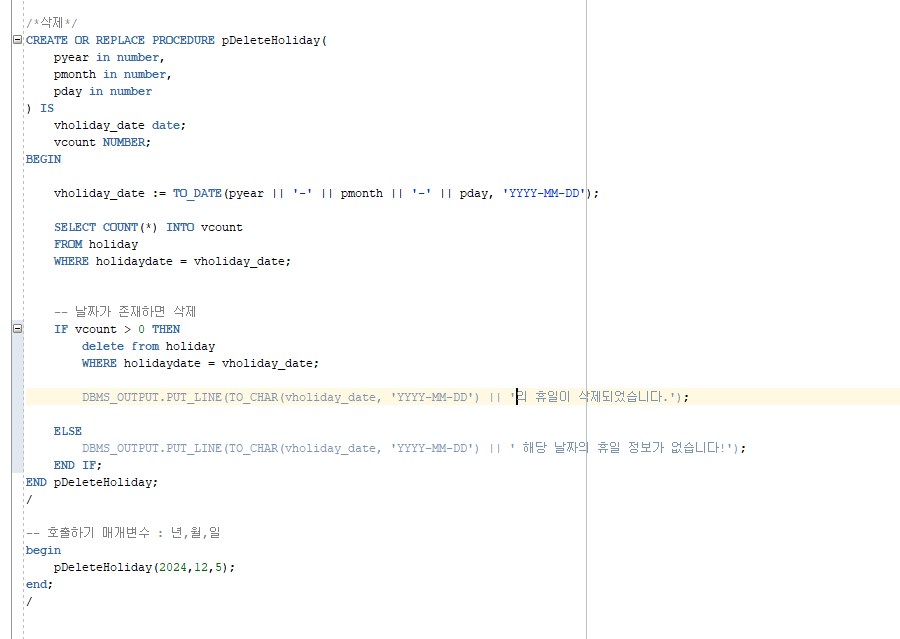 /*삭제*/
CREATE OR REPLACE PROCEDURE pDeleteHoliday(
    pyear in number,
    pmonth in number,
    pday in number
) IS
    vholiday_date date;
    vcount NUMBER;
BEGIN
    vholiday_date := TO_DATE(pyear || '-' || pmonth || '-' || pday, 'YYYY-MM-DD');
    SELECT COUNT(*) INTO vcount
    FROM holiday
    WHERE holidaydate = vholiday_date;
    -- 날짜가 존재하면 삭제
    IF vcount > 0 THEN
        delete from holiday
        WHERE holidaydate = vholiday_date;
        DBMS_OUTPUT.PUT_LINE(TO_CHAR(vholiday_date, 'YYYY-MM-DD') || '의 휴일이 삭제되었습니다.');
    ELSE
        DBMS_OUTPUT.PUT_LINE(TO_CHAR(vholiday_date, 'YYYY-MM-DD') || ' 해당 날짜의 휴일 정보가 없습니다!');
    END IF;
END pDeleteHoliday;
/
-- 호출하기 매개변수 : 년,월,일
begin
    pDeleteHoliday(2024,12,5);
end;
/